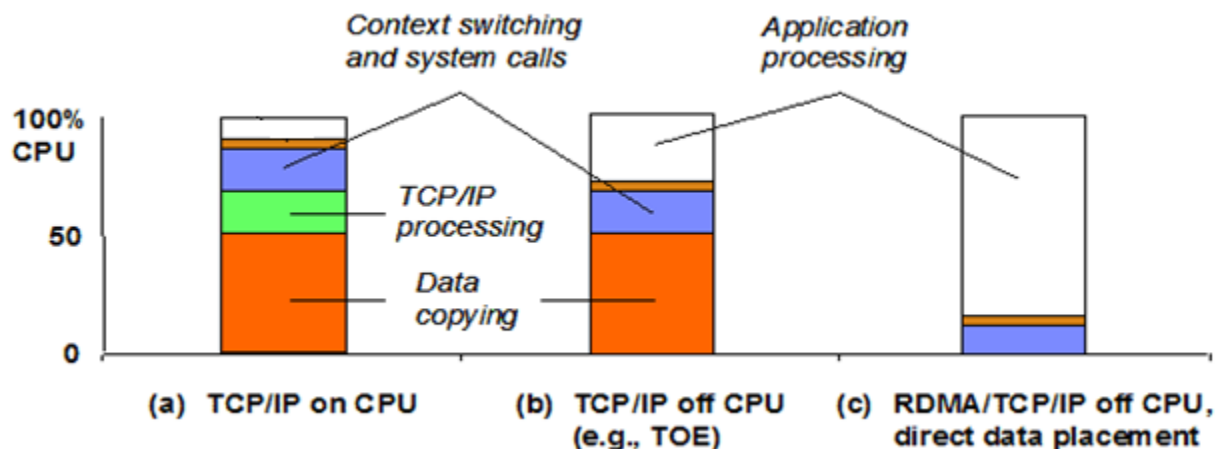 Context switching
and system calls
Application
processing
100%
CPU
TCP/IP
processing
50
Data
copying
0
(a) TCP/IP on CPU
(b) TCP/IP off CPU
(e.g., TOE)
(c) RDMA/TCP/IP off CPU,
direct data placement